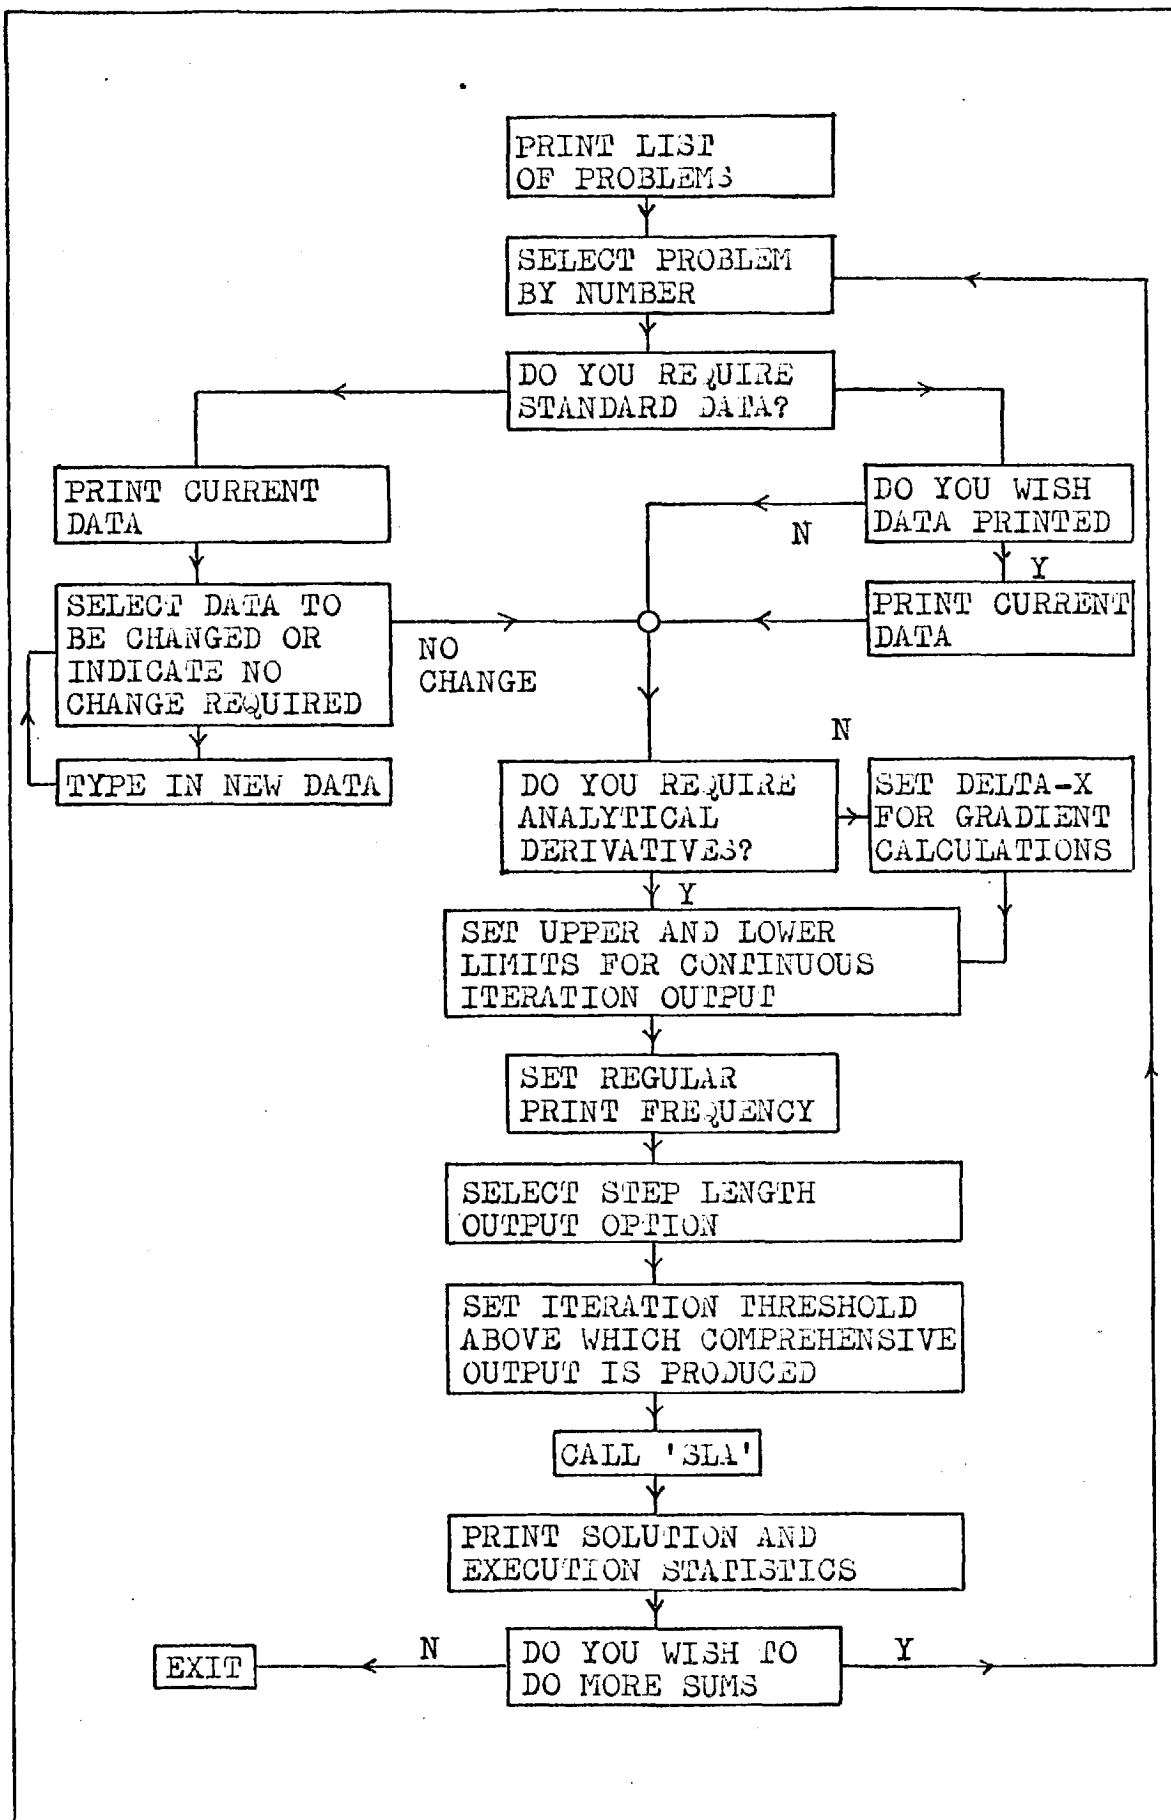 PRINT LIST
OF PROBLEMS
SELECT PROBLEM
BY NUMBER
DO YOU REQUIRE
STANDARD DATA?
PRINT CURRENT
DATA
DO YOU WISH
DATA PRINTED
N
Y
SELECT DATA TO
BE CHANGED OR
INDICATE NO
CHANGE REQUIRED
NO
CHANGE
PRINT CURRENT
DATA
TYPE IN NEW DATA
N
DO YOU REQUIRE
ANALYTICAL
DERIVATIVES?
SET DELTA-X
FOR GRADIENT
CALCULATIONS
Y
SET UPPER AND LOWER
LIMITS FOR CONTINUOUS
ITERATION OUTPUT
SET REGULAR
PRINT FREQUENCY
SELECT STEP LENGTH
OUTPUT OPTION
SET ITERATION THRESHOLD
ABOVE WHICH COMPREHENSIVE
OUTPUT IS PRODUCED
CALL 'SLA'
PRINT SOLUTION AND
EXECUTION STATISTICS
DO YOU WISH TO
DO MORE SUMS
N
Y
EXIT